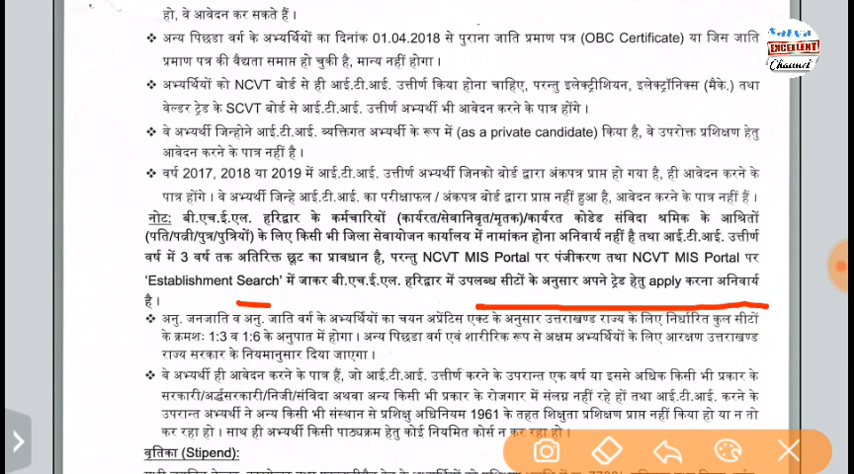 हो, वे आवेदन कर सकते हैं ।
❖ अन्य पिछडा वर्ग के अभ्यर्थियों का दिनांक 01.04.2018 से पुराना जाति प्रमाण पत्र (OBC Certificate) या जिस जाति
प्रमाण पत्र की वैद्यता समाप्त हो चुकी है, मान्य नहीं होगा ।
❖ अभ्यर्थियों को NCVT बोर्ड से ही आई.टी.आई. उत्तीर्ण किया होना चाहिए, परन्तु इलेक्ट्रीशियन, इलेक्ट्रॉनिक्स (मैके.) तथा
वेल्डर ट्रेड के SCVT बोर्ड से आई.टी.आई. उत्तीर्ण अभ्यर्थी भी आवेदन करने के पात्र होंगे ।
❖ वे अभ्यर्थी जिन्होने आई.टी.आई. व्यक्तिगत अभ्यर्थी के रूप में (as a private candidate) किया है, वे उपरोक्त प्रशिक्षण हेतु
आवेदन करने के पात्र नहीं है ।
❖ वर्ष 2017, 2018 या 2019 में आई.टी.आई. उत्तीर्ण अभ्यर्थी जिनको बोर्ड द्वारा अंकपत्र प्राप्त हो गया है, ही आवेदन करने के
पात्र होंगे । वे अभ्यर्थी जिन्हे आई.टी.आई. का परीक्षाफल / अंकपत्र बोर्ड द्वारा प्राप्त नहीं हुआ है, आवेदन करने के पात्र नहीं हैं ।
नोट: बी.एच.ई.एल. हरिद्वार के कर्मचारियों (कार्यरत/सेवानिवृत/मृतक)/कार्यरत कोडेड संविदा श्रमिक के आश्रितों
(पति/पत्नी/पुत्र/पुत्रियों) के लिए किसी भी जिला सेवायोजन कार्यालय में नामांकन होना अनिवार्य नहीं है तथा आई.टी.आई. उत्तीर्ण
वर्ष में 3 वर्ष तक अतिरिक्त छूट का प्रावधान है, परन्तु NCVT MIS Portal पर पंजीकरण तथा NCVT MIS Portal पर
'Establishment Search' में जाकर बी.एच.ई.एल. हरिद्वार में उपलब्ध सीटों के अनुसार अपने ट्रेड हेतु apply करना अनिवार्य
है ।
❖ अनु. जनजाति व अनु. जाति वर्ग के अभ्यर्थियों का चयन अप्रेंटिस एक्ट के अनुसार उत्तराखण्ड राज्य के लिए निर्धारित कुल सीटों
के क्रमशः 1:3 व 1:6 के अनुपात में होगा । अन्य पिछडा वर्ग एवं शारीरिक रूप से अक्षम अभ्यर्थियों के लिए आरक्षण उत्तराखण्ड
राज्य सरकार के नियमानुसार दिया जाएगा ।
❖ वे अभ्यर्थी ही आवेदन करने के पात्र हैं, जो आई.टी.आई. उत्तीर्ण करने के उपरान्त एक वर्ष या इससे अधिक किसी भी प्रकार के
सरकारी/अर्द्धसरकारी/निजी/संविदा अथवा अन्य किसी भी प्रकार के रोजगार में संलग्न नहीं रहे हों तथा आई.टी.आई. करने के
उपरान्त अभ्यर्थी ने अन्य किसी भी संस्थान से प्रशिक्षु अधिनियम 1961 के तहत शिक्षुता प्रशिक्षण प्राप्त नहीं किया हो या न तो
कर रहा हो । साथ ही अभ्यर्थी किसी पाठ्यक्रम हेतु कोई नियमित कोर्स न कर रहा हो ।
वृतिका (Stipend):
EXCELLENT
Channel